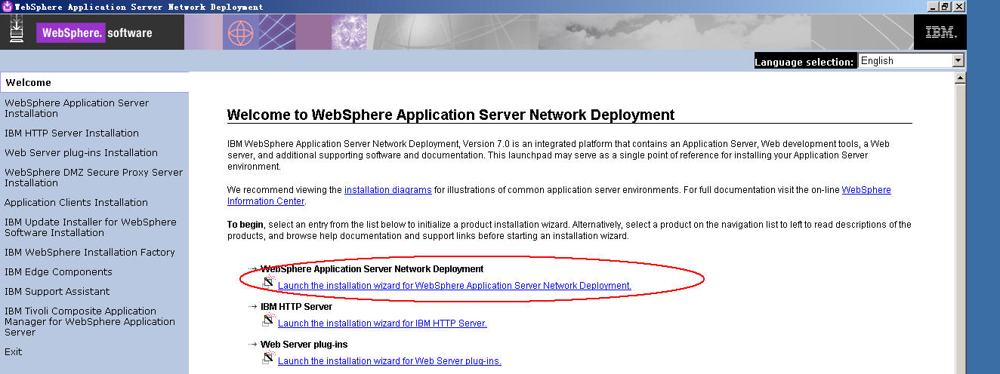 WebSphere Application Server Network Deployment
WebSphere. software
IBM.
Language selection: English
Welcome
WebSphere Application Server
Installation
IBM HTTP Server Installation
Web Server plug-ins Installation
WebSphere DMZ Secure Proxy Server
Installation
Application Clients Installation
IBM Update Installer for WebSphere
Software Installation
IBM WebSphere Installation Factory
IBM Edge Components
IBM Support Assistant
IBM Tivoli Composite Application
Manager for WebSphere Application
Server
Exit
Welcome to WebSphere Application Server Network Deployment
IBM WebSphere Application Server Network Deployment, Version 7.0 is an integrated platform that contains an Application Server, Web development tools, a Web
server, and additional supporting software and documentation. This launchpad may serve as a single point of reference for installing your Application Server
environment.
We recommend viewing the installation diagrams for illustrations of common application server environments. For full documentation visit the on-line WebSphere
Information Center.
To begin, select an entry from the list below to initialize a product installation wizard. Alternatively, select a product on the navigation list to left to read descriptions of the
products, and browse help documentation and support links before starting an installation wizard.
WebSphere Application Server Network Deployment
Launch the installation wizard for WebSphere Application Server Network Deployment.
IBM HTTP Server
Launch the installation wizard for IBM HTTP Server.
Web Server plug-ins
Launch the installation wizard for Web Server plug-ins.